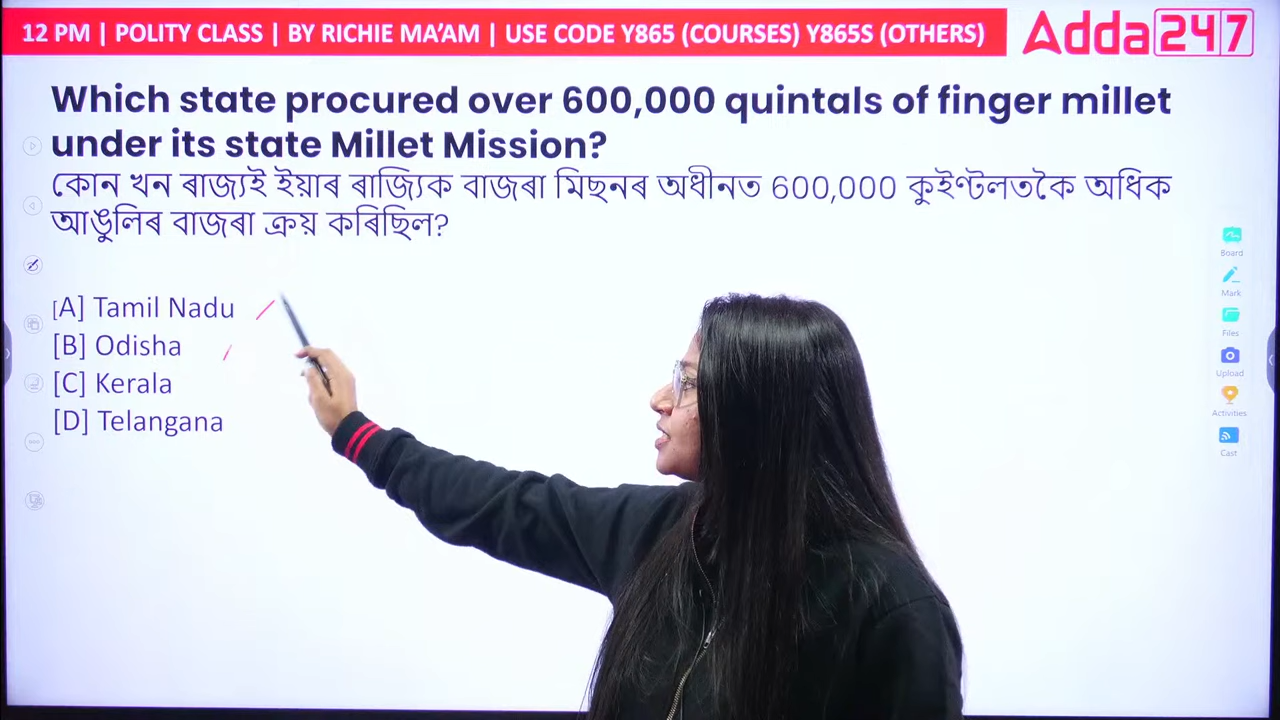 12 PM | POLITY CLASS | BY RICHIE MA’AM | USE CODE Y865 (COURSES) Y865S (OTHERS)
Adda247
Which state procured over 600,000 quintals of finger millet
under its state Millet Mission?
কোন খন ৰাজ্যই ইয়াৰ ৰাজ্যিক বাজৰা মিছনৰ অধীনত 600,000 কুইণ্টলতকৈ অধিক
আঙুলিৰ বাজৰা ক্রয় কৰিছিল?
[A] Tamil Nadu
[B] Odisha
[C] Kerala
[D] Telangana
Board
Mark
Files
Upload
Activities
Cast